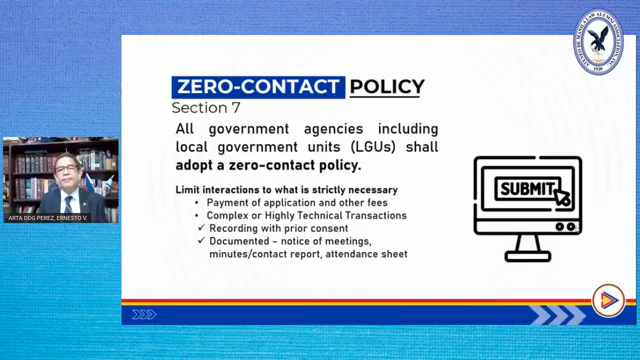 ZERO-CONTACT POLICY
Section 7
All government agencies including
local government units (LGUs) shall
adopt a zero-contact policy.
Limit interactions to what is strictly necessary
• Payment of application and other fees
• Complex or Highly Technical Transactions
✓ Recording with prior consent
✓ Documented – notice of meetings,
minutes/contact report, attendance sheet
SUBMIT
ARTA DDG PEREZ, ERNESTO V.